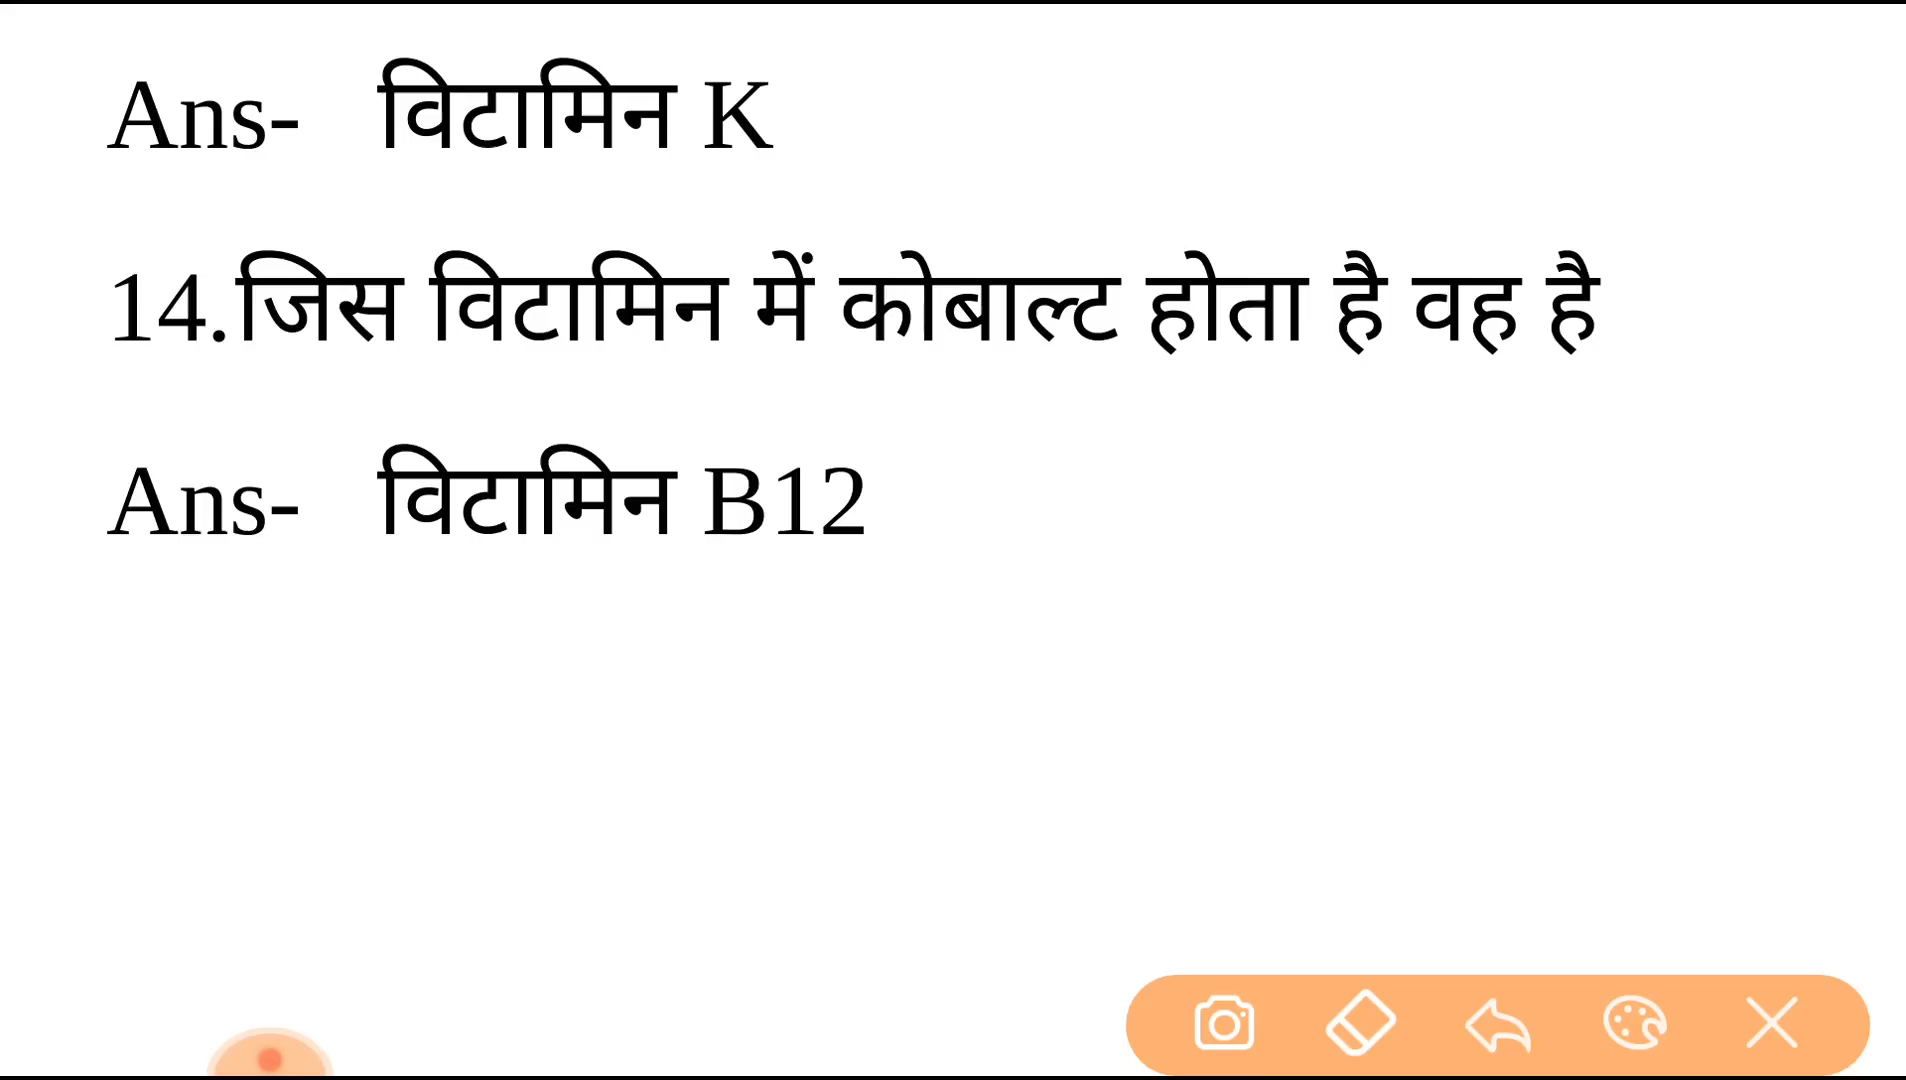 Ans- विटामिन K
14.जिस विटामिन में कोबाल्ट होता है वह है
Ans- विटामिन B12